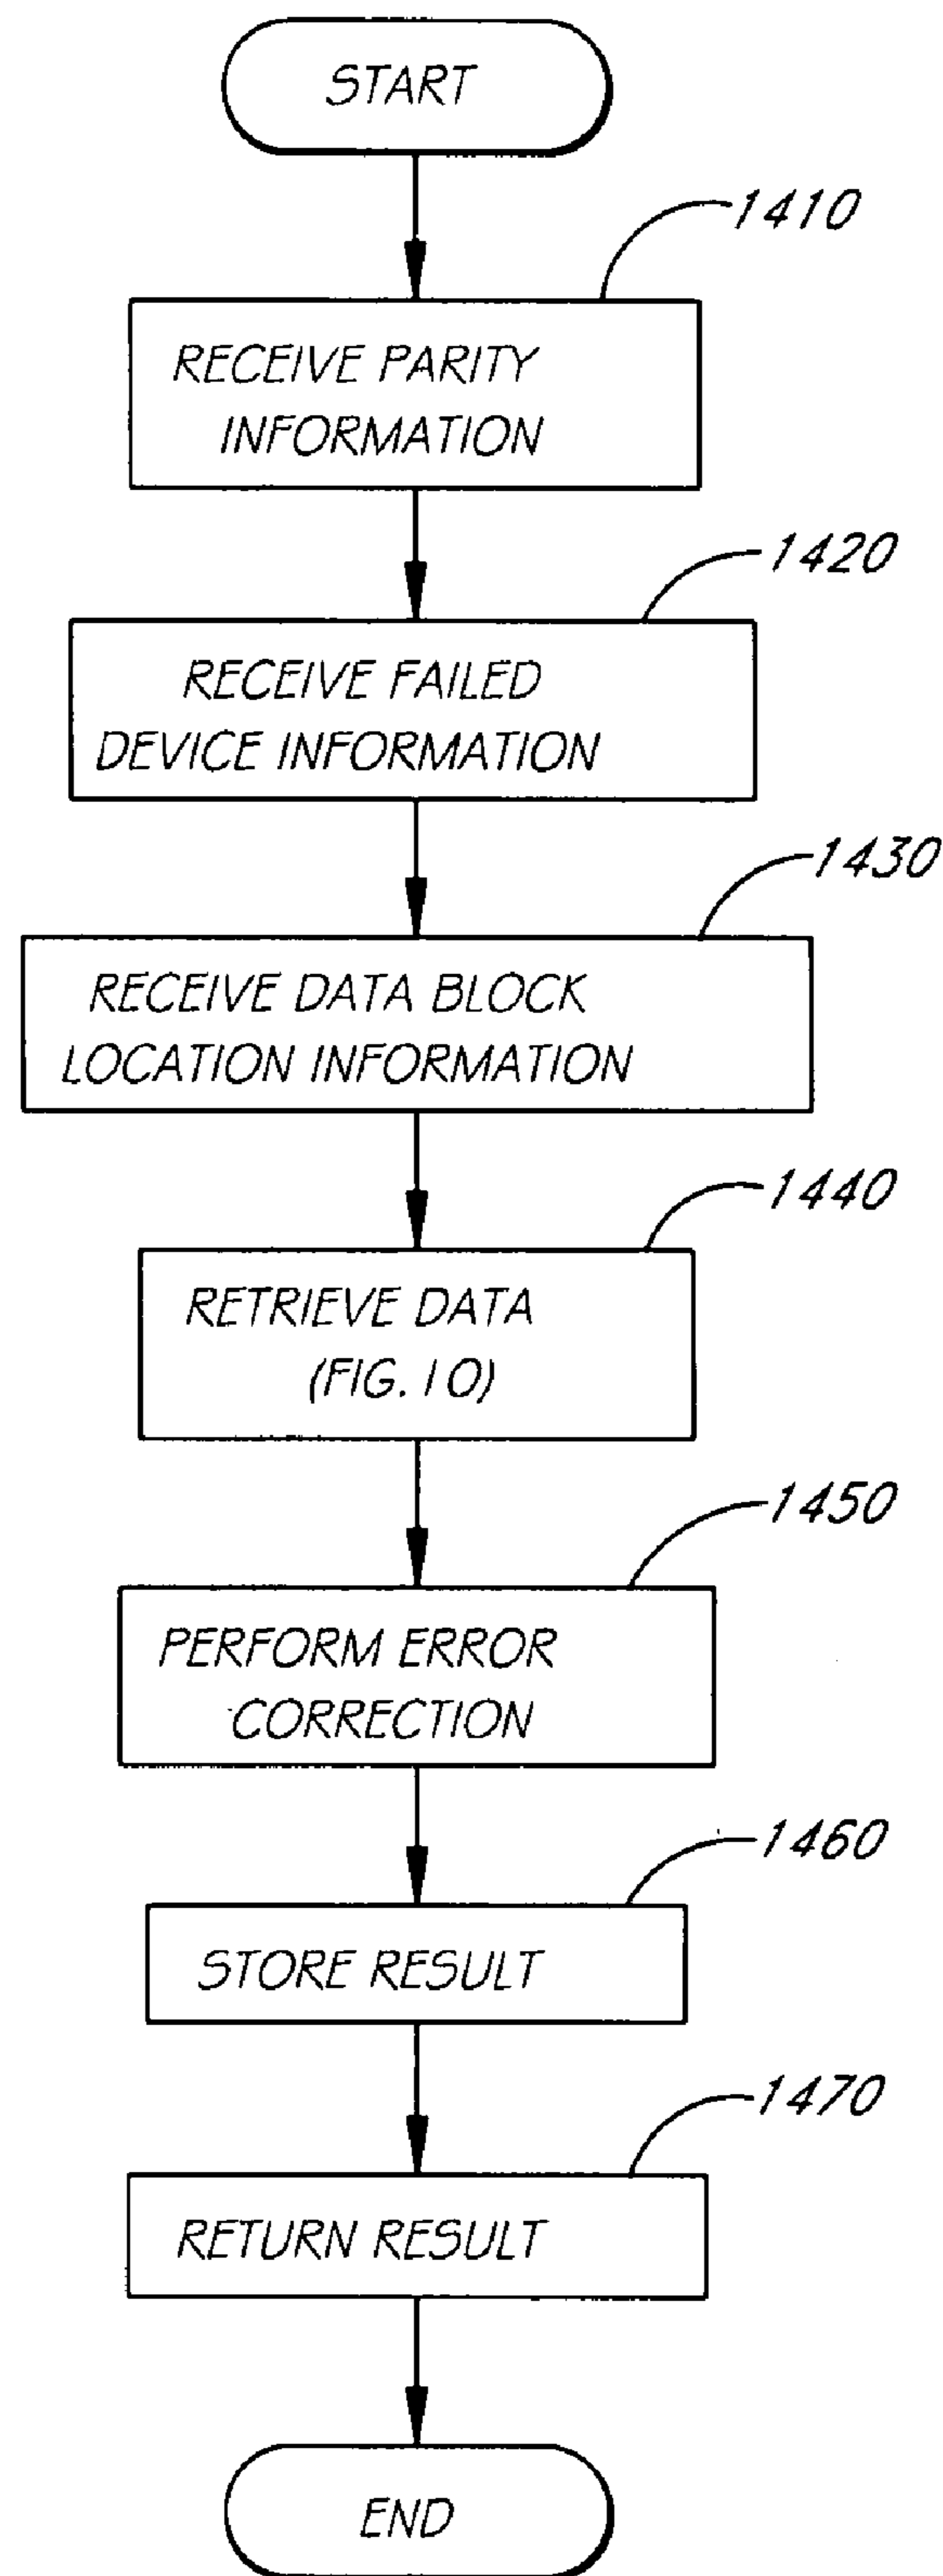 START
1410
RECEIVE PARITY
INFORMATION
1420
RECEIVE FAILED
DEVICE INFORMATION
1430
RECEIVE DATA BLOCK
LOCATION INFORMATION
1440
RETRIEVE DATA
(FIG. 10)
1450
PERFORM ERROR
CORRECTION
1460
STORE RESULT
1470
RETURN RESULT
END